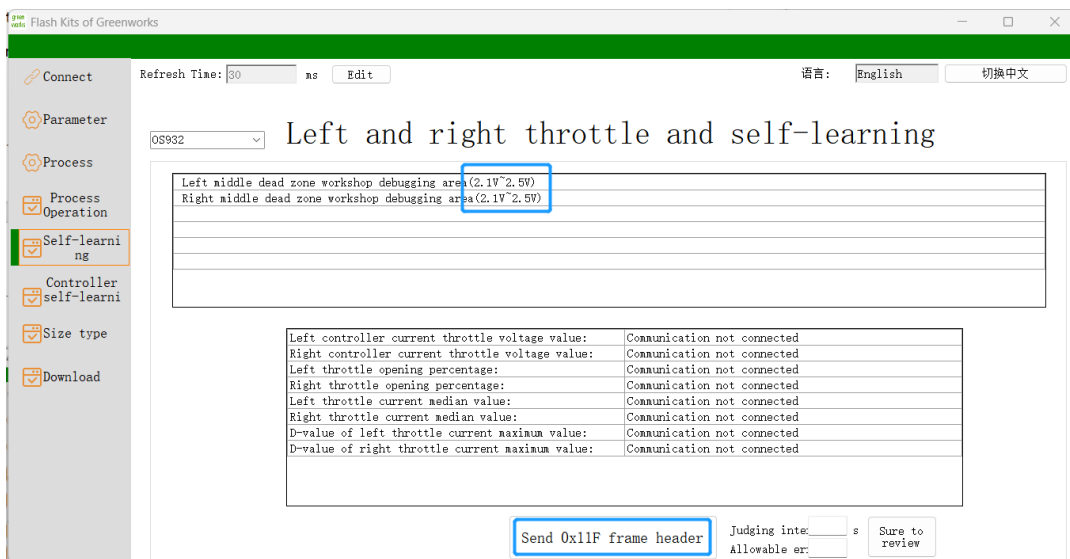 green works Flash Kits of Greenworks
Connect
Refresh Time: 30 ms Edit
语言: English 切换中文
Parameter
OS932
Left and right throttle and self-learning
Process
Process
Operation
Self-learni
ng
Controller
self-learni
Size type
Download
Left middle dead zone workshop debugging area(2.1V~2.5V)
Right middle dead zone workshop debugging area(2.1V~2.5V)
Left controller current throttle voltage value: Communication not connected
Right controller current throttle voltage value: Communication not connected
Left throttle opening percentage: Communication not connected
Right throttle opening percentage: Communication not connected
Left throttle current median value: Communication not connected
Right throttle current median value: Communication not connected
D-value of left throttle current maximum value: Communication not connected
D-value of right throttle current maximum value: Communication not connected
Send 0x11F frame header
Judging inte s
Allowable er
Sure to
review